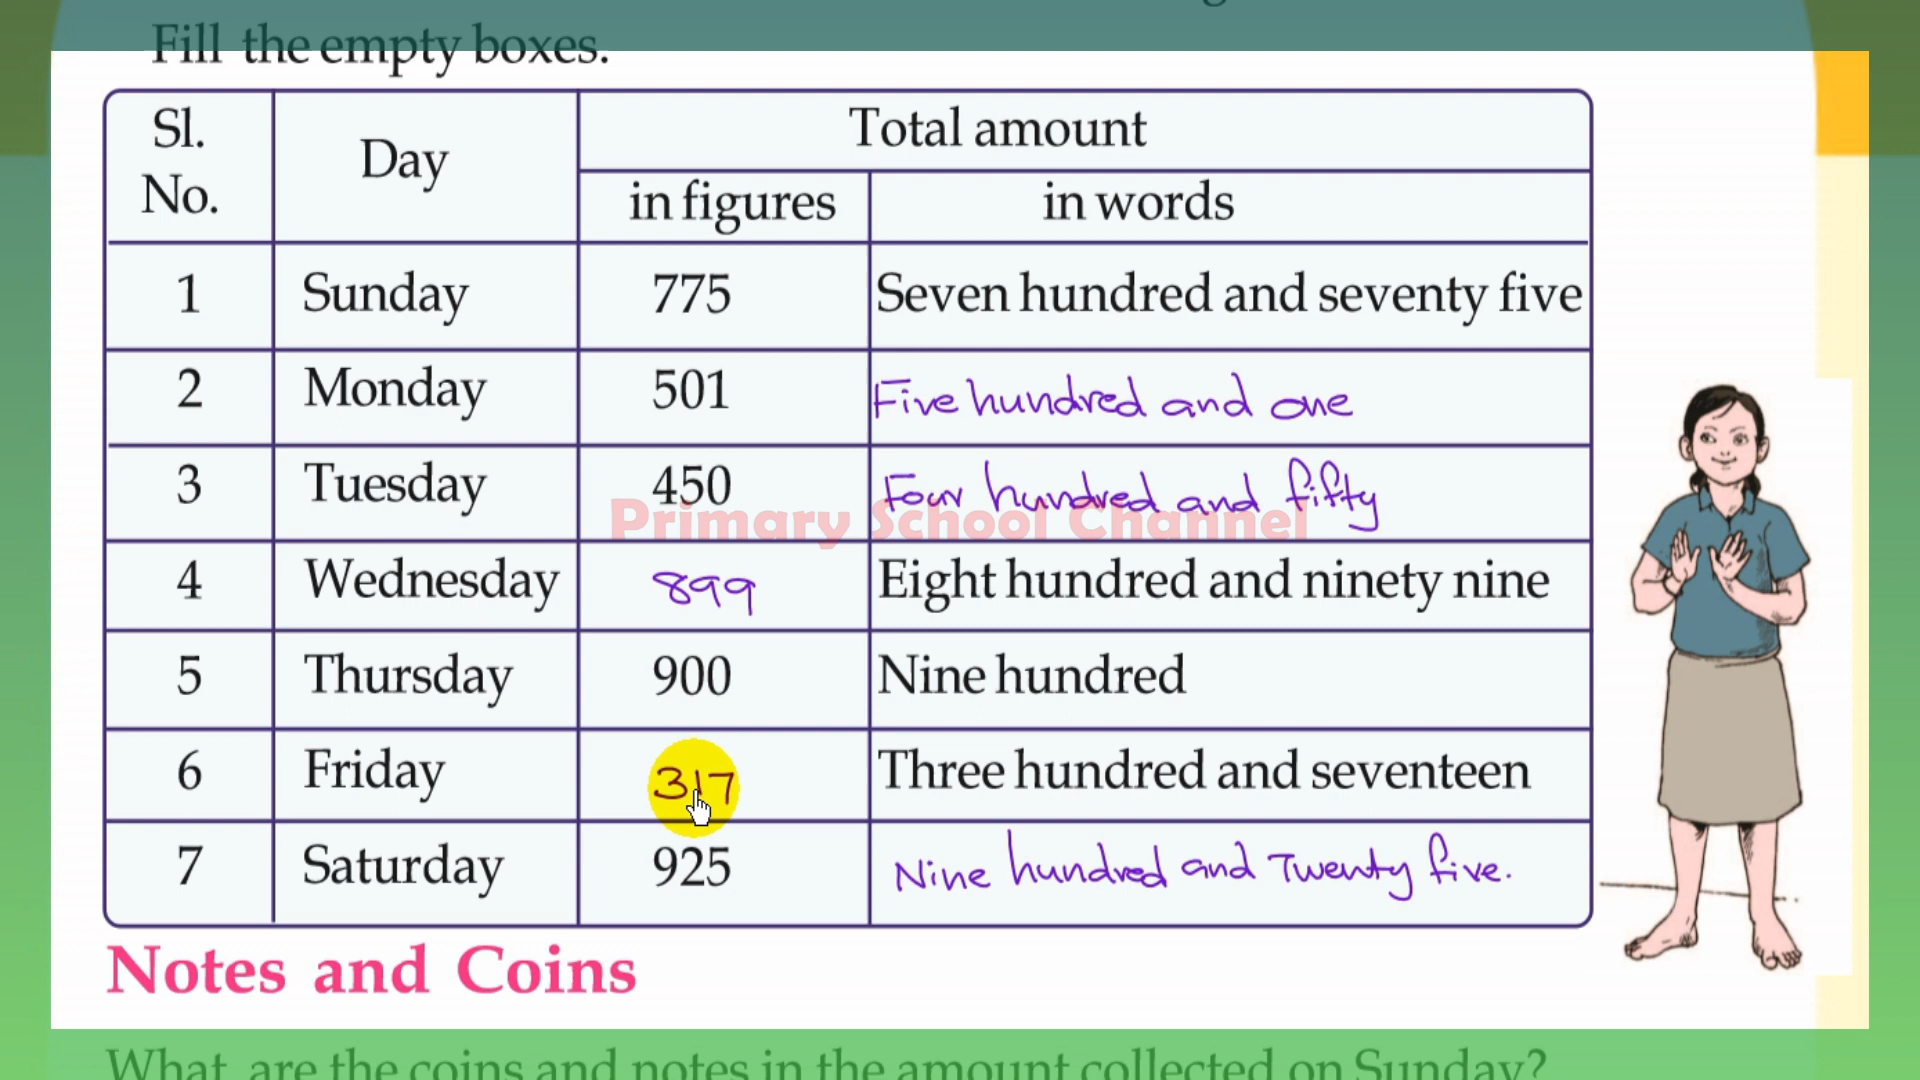 Fill the empty boxes.
Sl. No. Day Total amount
in figures in words
1 Sunday 775 Seven hundred and seventy five
2 Monday 501 Five hundred and one
3 Tuesday 450 Four hundred and fifty
Primary School Channel
4 Wednesday 899 Eight hundred and ninety nine
5 Thursday 900 Nine hundred
6 Friday 317 Three hundred and seventeen
7 Saturday 925 Nine hundred and Twenty five.
Notes and Coins
What are the coins and notes in the amount collected on Sunday?